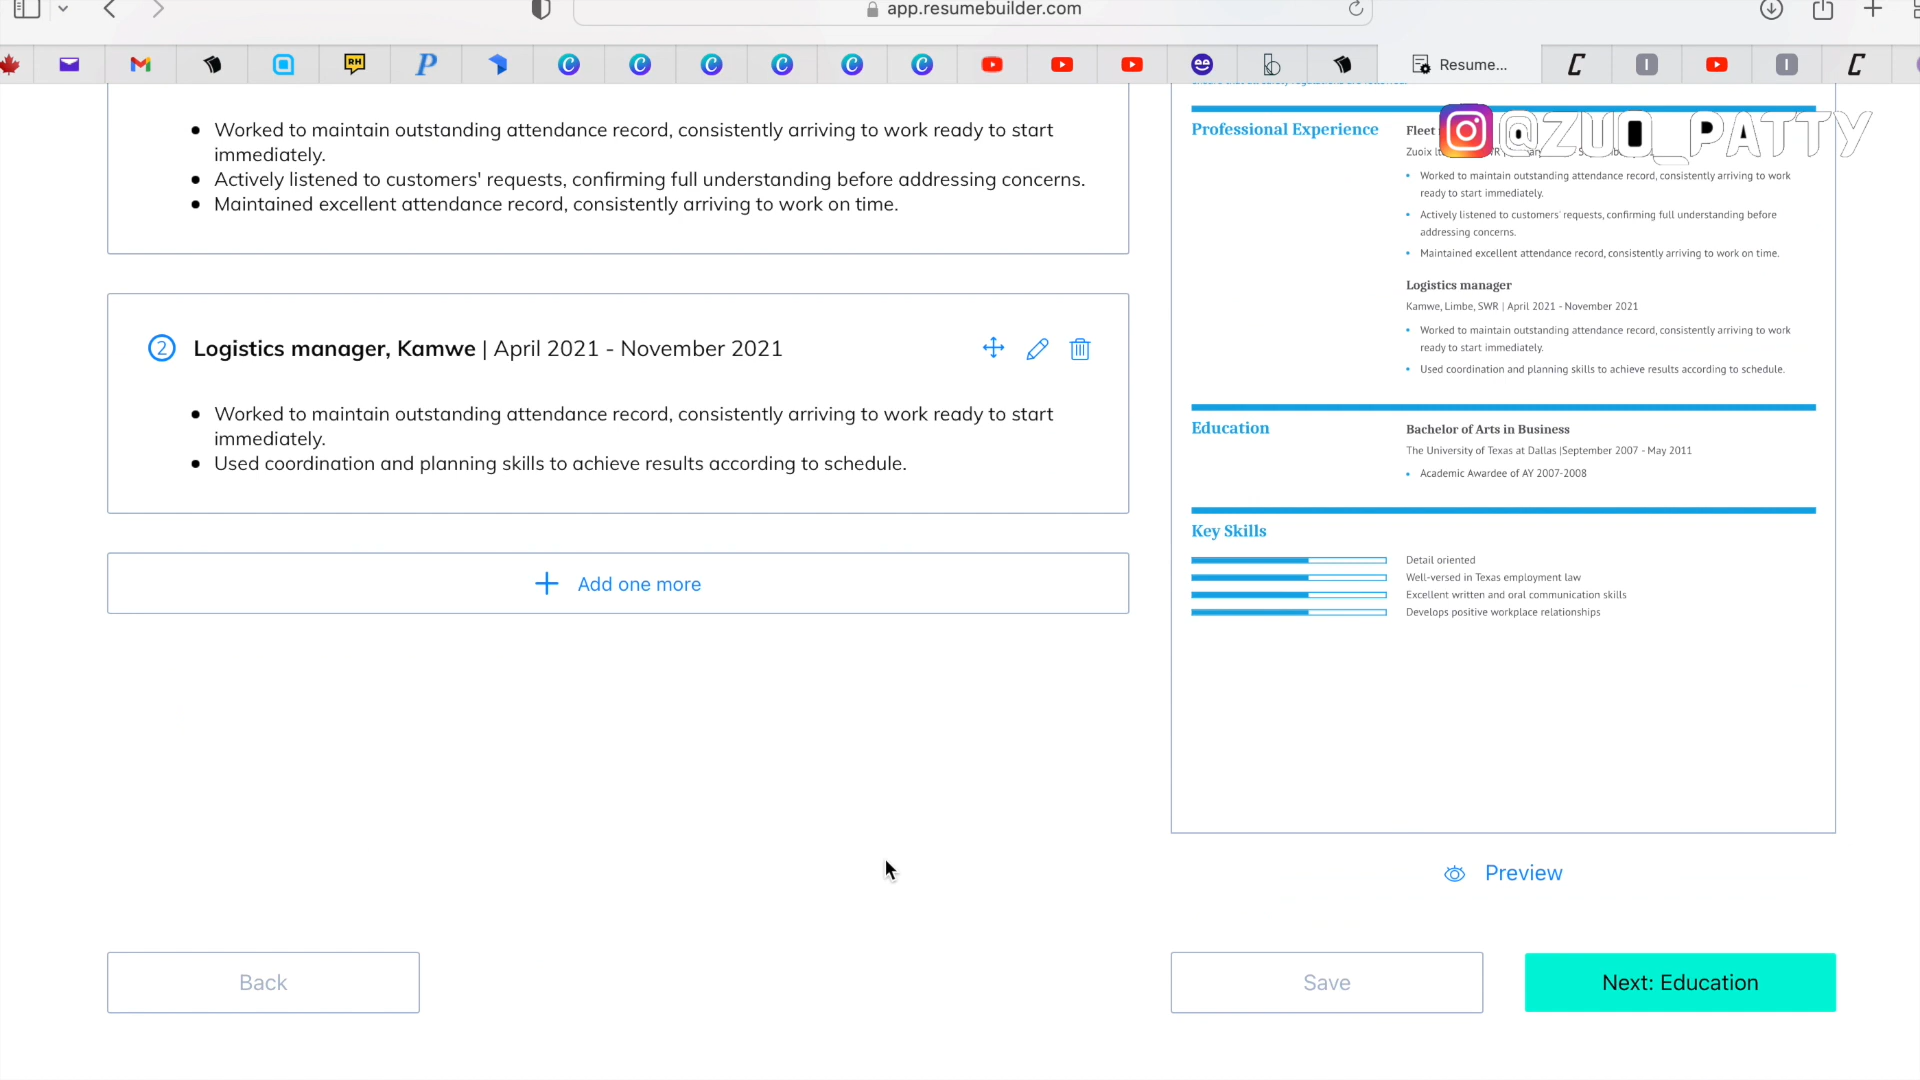 app.resumebuilder.com
RH
Resume...
Worked to maintain outstanding attendance record, consistently arriving to work ready to start
immediately.
Actively listened to customers' requests, confirming full understanding before addressing concerns.
Maintained excellent attendance record, consistently arriving to work on time.
2 Logistics manager, Kamwe | April 2021 - November 2021
Worked to maintain outstanding attendance record, consistently arriving to work ready to start
immediately.
Used coordination and planning skills to achieve results according to schedule.
Add one more
Back
@ZUO_PATTY
Professional Experience
Fleet
Zuoix
Worked to maintain outstanding attendance record, consistently arriving to work
ready to start immediately.
Actively listened to customers' requests, confirming full understanding before
addressing concerns.
Maintained excellent attendance record, consistently arriving to work on time.
Logistics manager
Kamwe, Limbe, SWR | April 2021 - November 2021
Worked to maintain outstanding attendance record, consistently arriving to work
ready to start immediately.
Used coordination and planning skills to achieve results according to schedule.
Education
Bachelor of Arts in Business
The University of Texas at Dallas |September 2007 - May 2011
Academic Awardee of AY 2007-2008
Key Skills
Detail oriented
Well-versed in Texas employment law
Excellent written and oral communication skills
Develops positive workplace relationships
Preview
Save
Next: Education